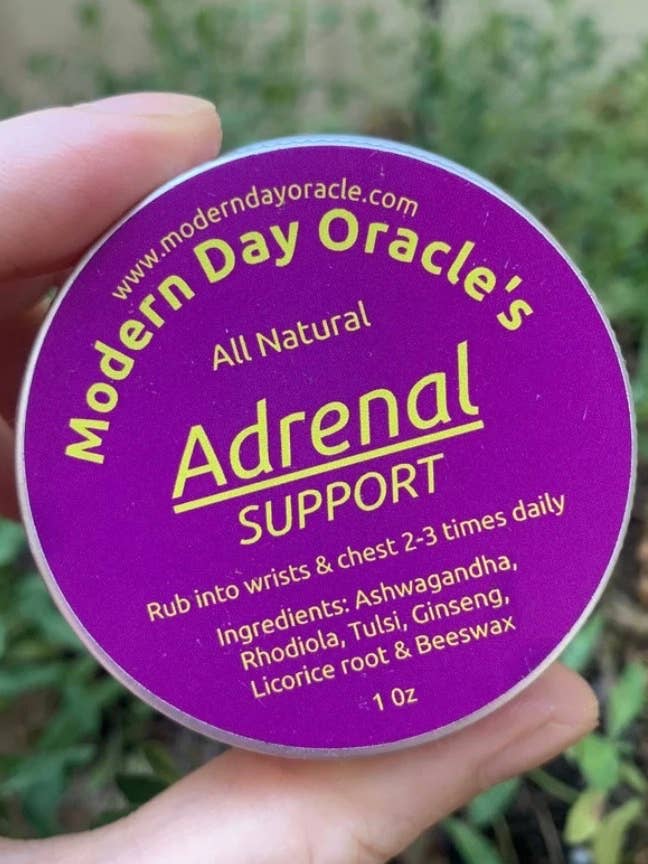 www.moderndayoracle.com
Modern Day Oracle's
All Natural
Adrenal
SUPPORT
Rub into wrists & chest 2-3 times daily
Ingredients: Ashwagandha,
Rhodiola, Tulsi, Ginseng,
Licorice root & Beeswax
1 Oz